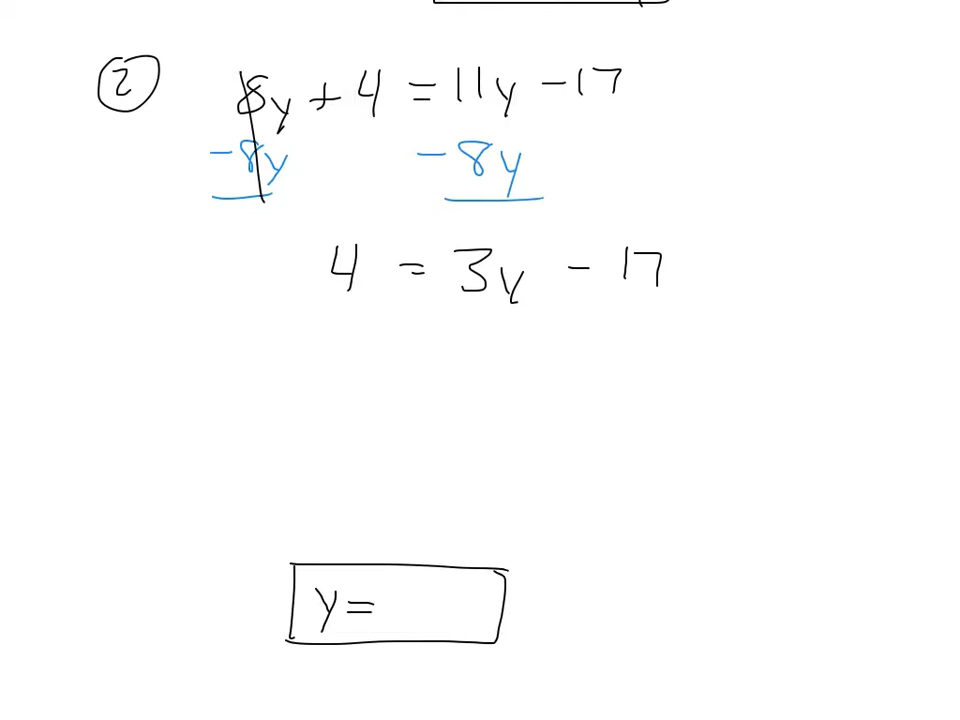 ② 8y + 4 = 11y - 17
- 8y - 8y
4 = 3y - 17
y =